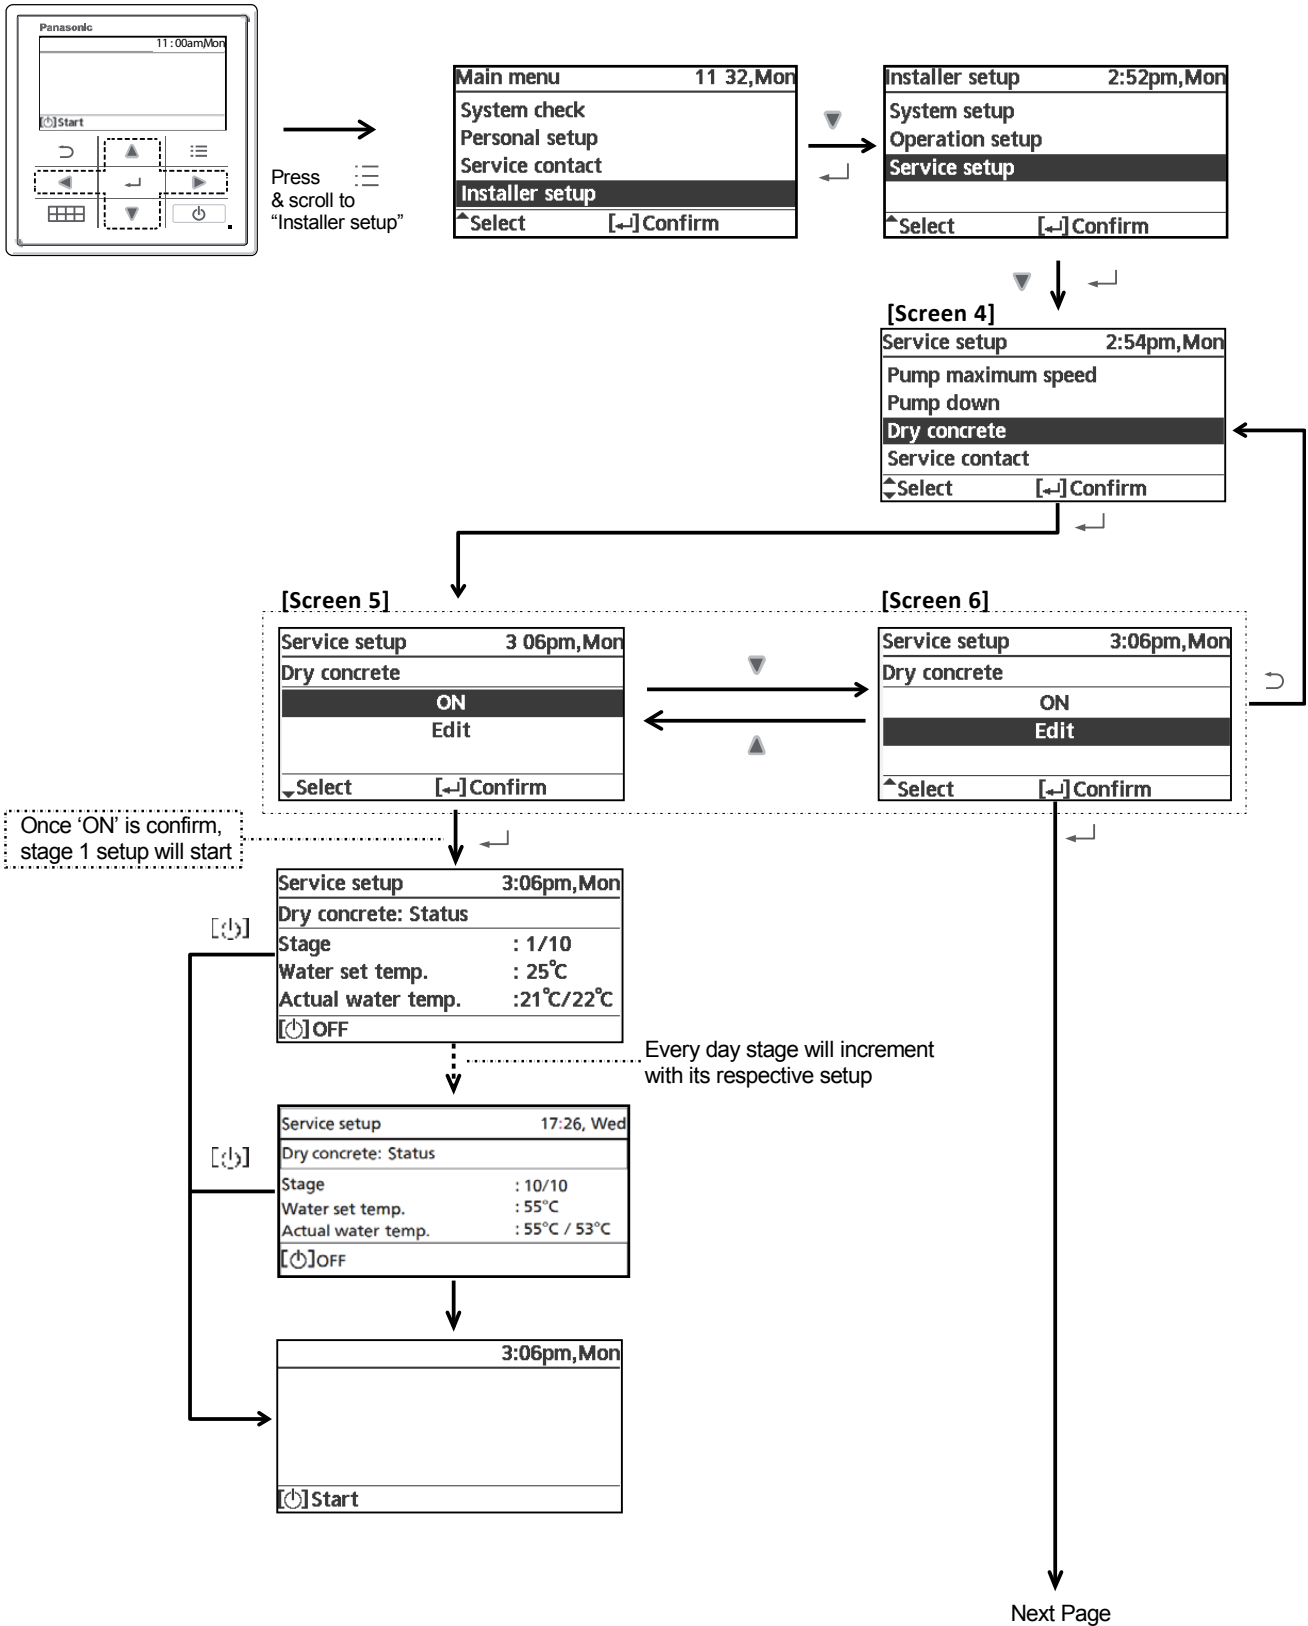 Panasonic
11:00am,Mon
[⏻]Start
Press
& scroll to
“Installer setup”
Main menu 11 32,Mon
System check
Personal setup
Service contact
Installer setup
Select [↵]Confirm
Installer setup 2:52pm,Mon
System setup
Operation setup
Service setup
Select [↵]Confirm
[Screen 4]
Service setup 2:54pm,Mon
Pump maximum speed
Pump down
Dry concrete
Service contact
Select [↵]Confirm
[Screen 5]
Service setup 3 06pm,Mon
Dry concrete
ON
Edit
Select [↵]Confirm
[Screen 6]
Service setup 3:06pm,Mon
Dry concrete
ON
Edit
Select [↵]Confirm
Once ‘ON’ is confirm,
stage 1 setup will start
Service setup 3:06pm,Mon
Dry concrete: Status
Stage : 1/10
Water set temp. : 25°C
Actual water temp. :21°C/22°C
[⏻]OFF
[⏻]
Every day stage will increment
with its respective setup
Service setup 17:26, Wed
Dry concrete: Status
Stage : 10/10
Water set temp. : 55°C
Actual water temp. : 55°C / 53°C
[⏻]OFF
[⏻]
3:06pm,Mon
[⏻]Start
Next Page